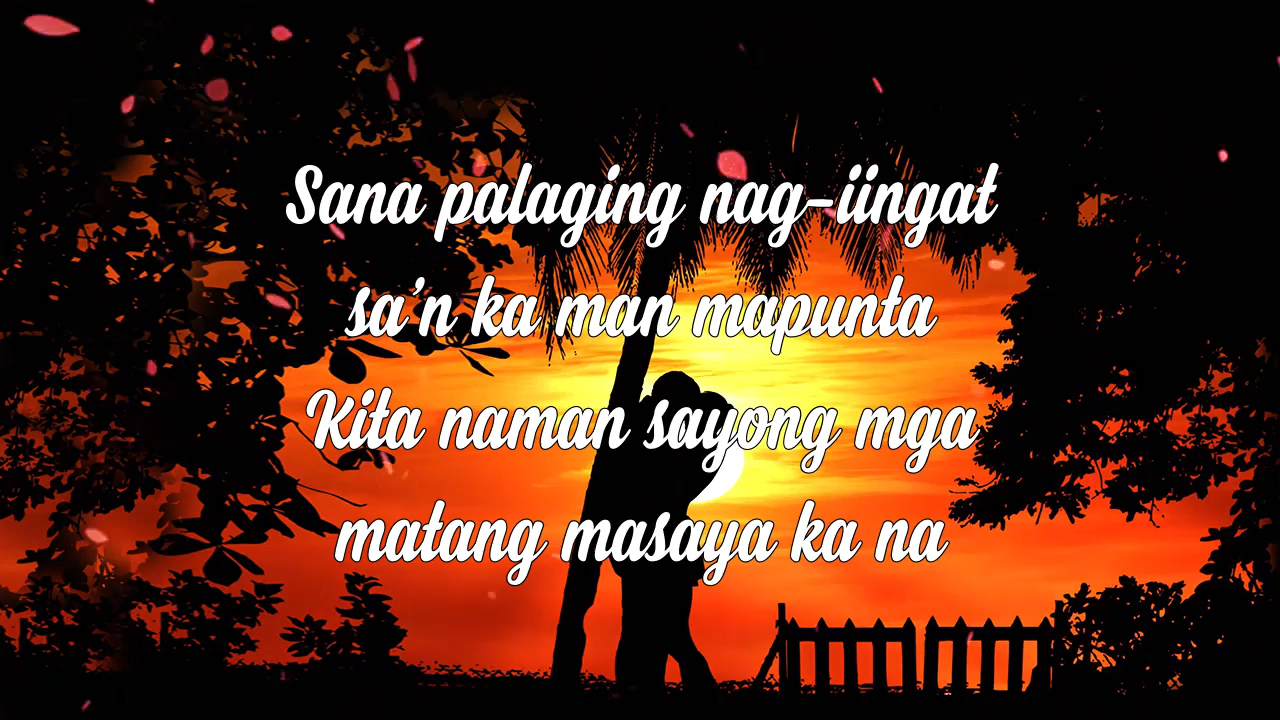 Sana palaging nag-iingat
sa'n ka man mapunta
Kita naman sayong mga
matang masaya ka na